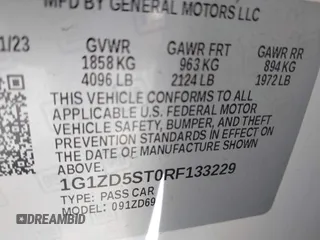 MFD BY GENERAL MOTORS LLC
1/23 GVWR GAWR FRT GAWR RR
1858 KG 963 KG 894 KG
4096 LB 2124 LB 1972 LB
THIS VEHICLE CONFORMS TO ALL
APPLICABLE U.S. FEDERAL MOTOR
VEHICLE SAFETY, BUMPER, AND THEFT
PREVENTION STANDARDS IN EFFECT
ON THE DATE OF MANUFACTURE SHOWN
ABOVE.
1G1ZD5ST0RF133229
TYPE: PASS CAR
MODEL: 091ZD69
DREAMBID